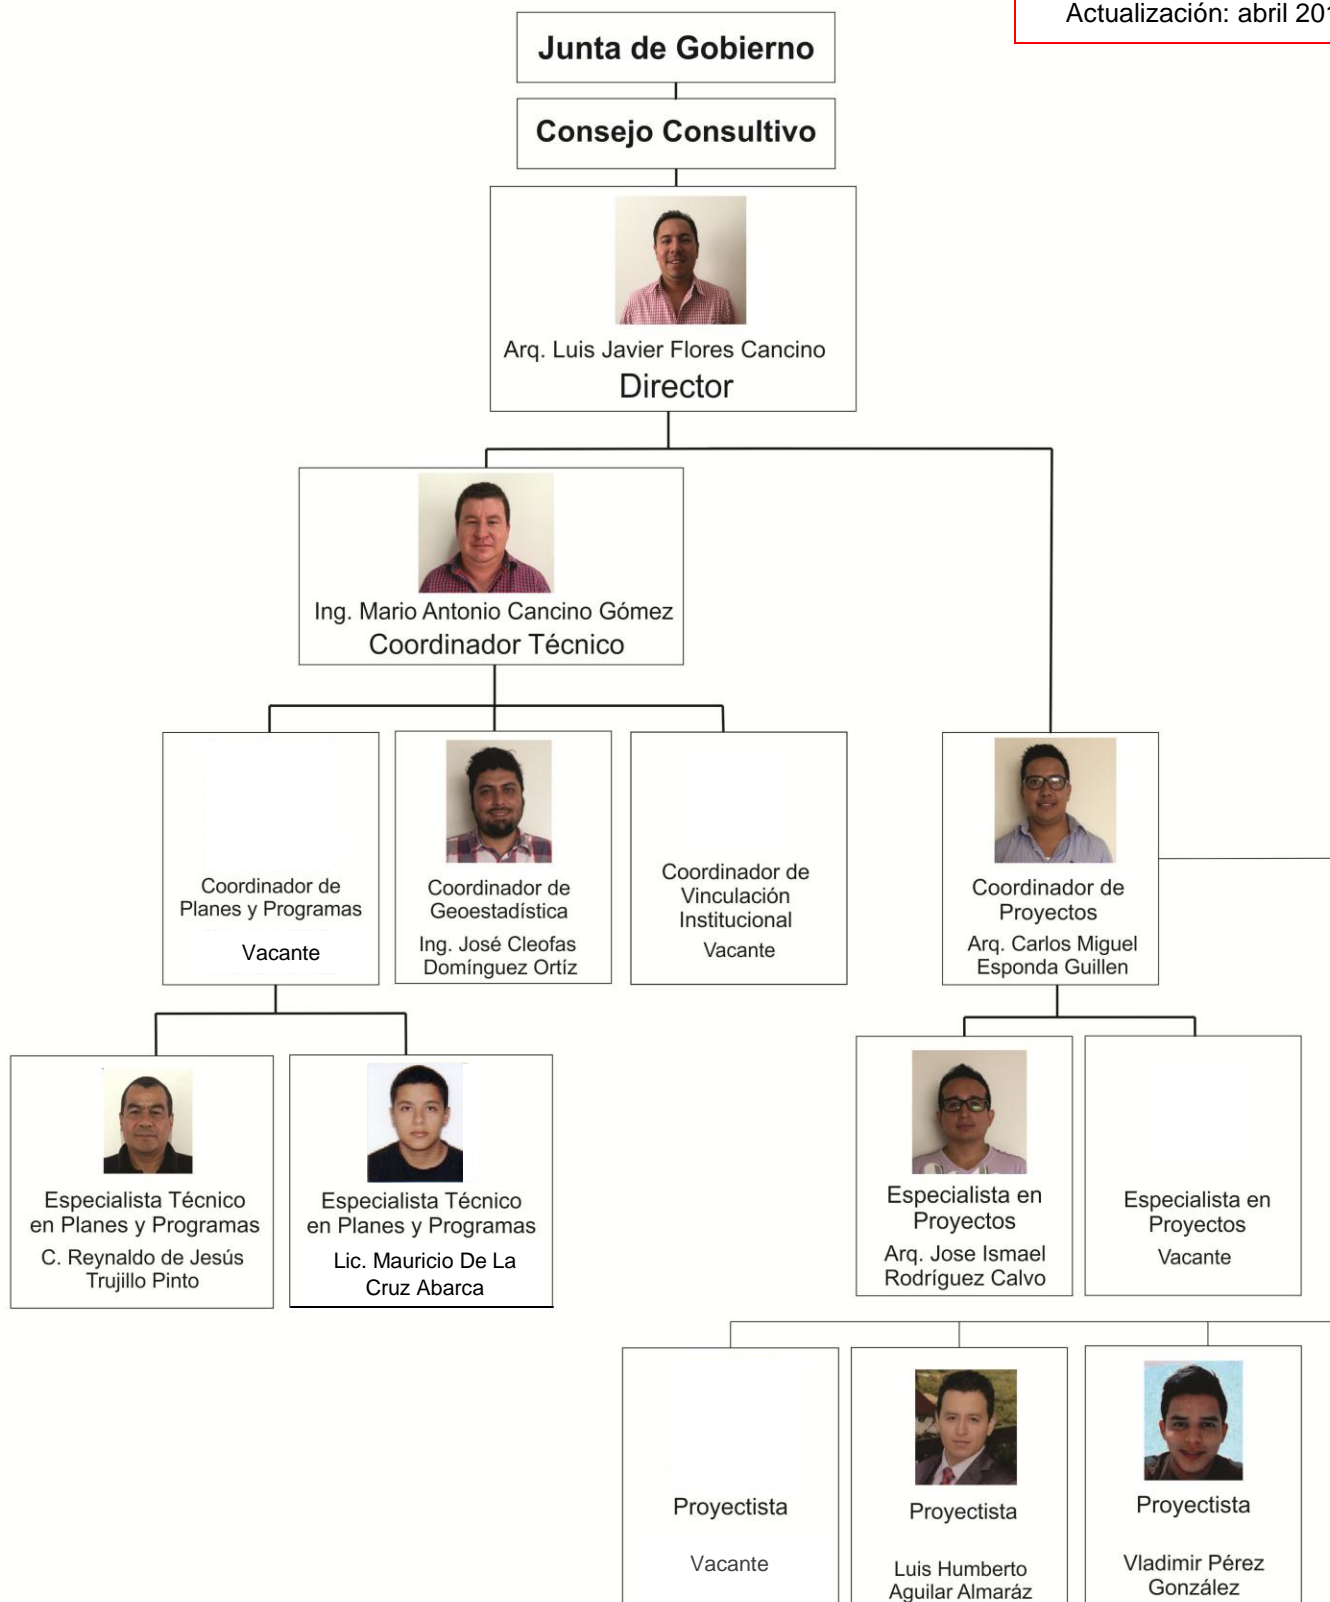 Actualización: abril 201
Junta de Gobierno
Consejo Consultivo
Arq. Luis Javier Flores Cancino
Director
Ing. Mario Antonio Cancino Gómez
Coordinador Técnico
Coordinador de
Planes y Programas
Vacante
Coordinador de
Geoestadística
Ing. José Cleofas
Domínguez Ortíz
Coordinador de
Vinculación
Institucional
Vacante
Coordinador de
Proyectos
Arq. Carlos Miguel
Esponda Guillen
Especialista Técnico
en Planes y Programas
C. Reynaldo de Jesús
Trujillo Pinto
Especialista Técnico
en Planes y Programas
Lic. Mauricio De La
Cruz Abarca
Especialista en
Proyectos
Arq. Jose Ismael
Rodríguez Calvo
Especialista en
Proyectos
Vacante
Proyectista
Vacante
Proyectista
Luis Humberto
Aguilar Almaráz
Proyectista
Vladimir Pérez
González